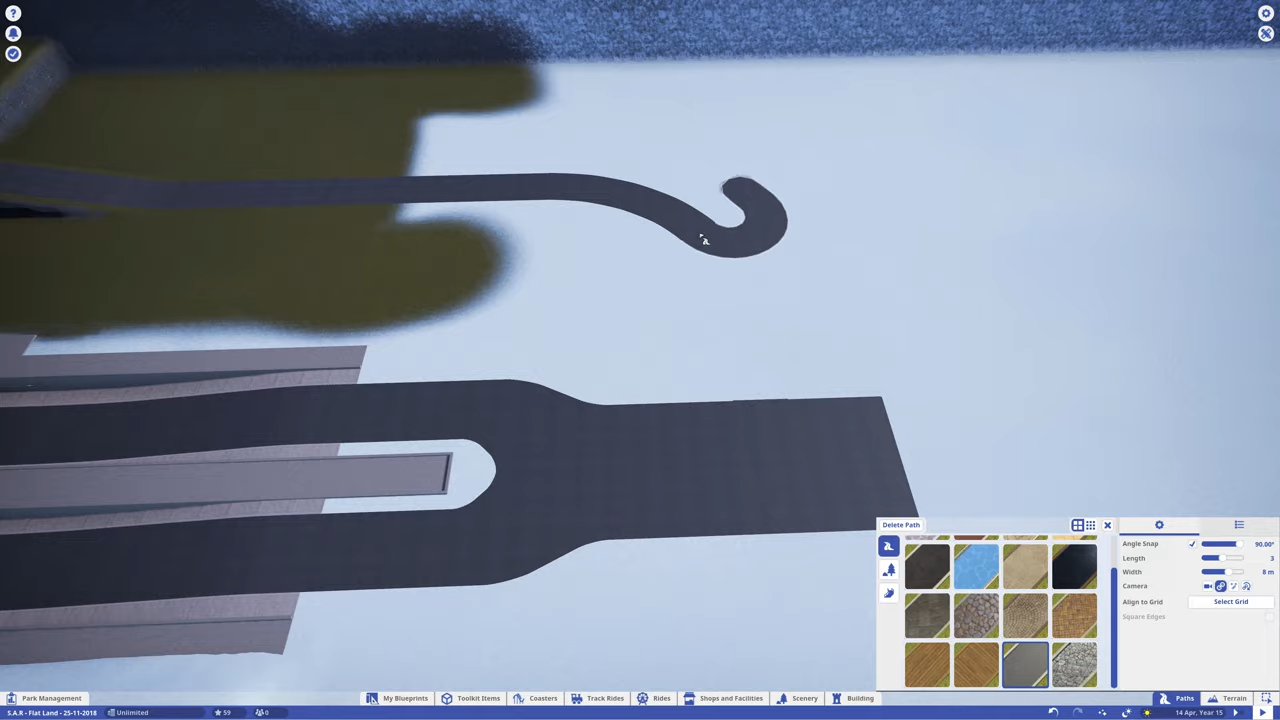 ?
Delete Path
Angle Snap 90.00°
Length 3
Width 8 m
Camera
Align to Grid Select Grid
Square Edges
Park Management My Blueprints Toolkit Items Coasters Track Rides Rides Shops and Facilities Scenery Building Paths Terrain
S.A.R - Flat Land - 25-11-2018 Unlimited 59 0 14 Apr, Year 15